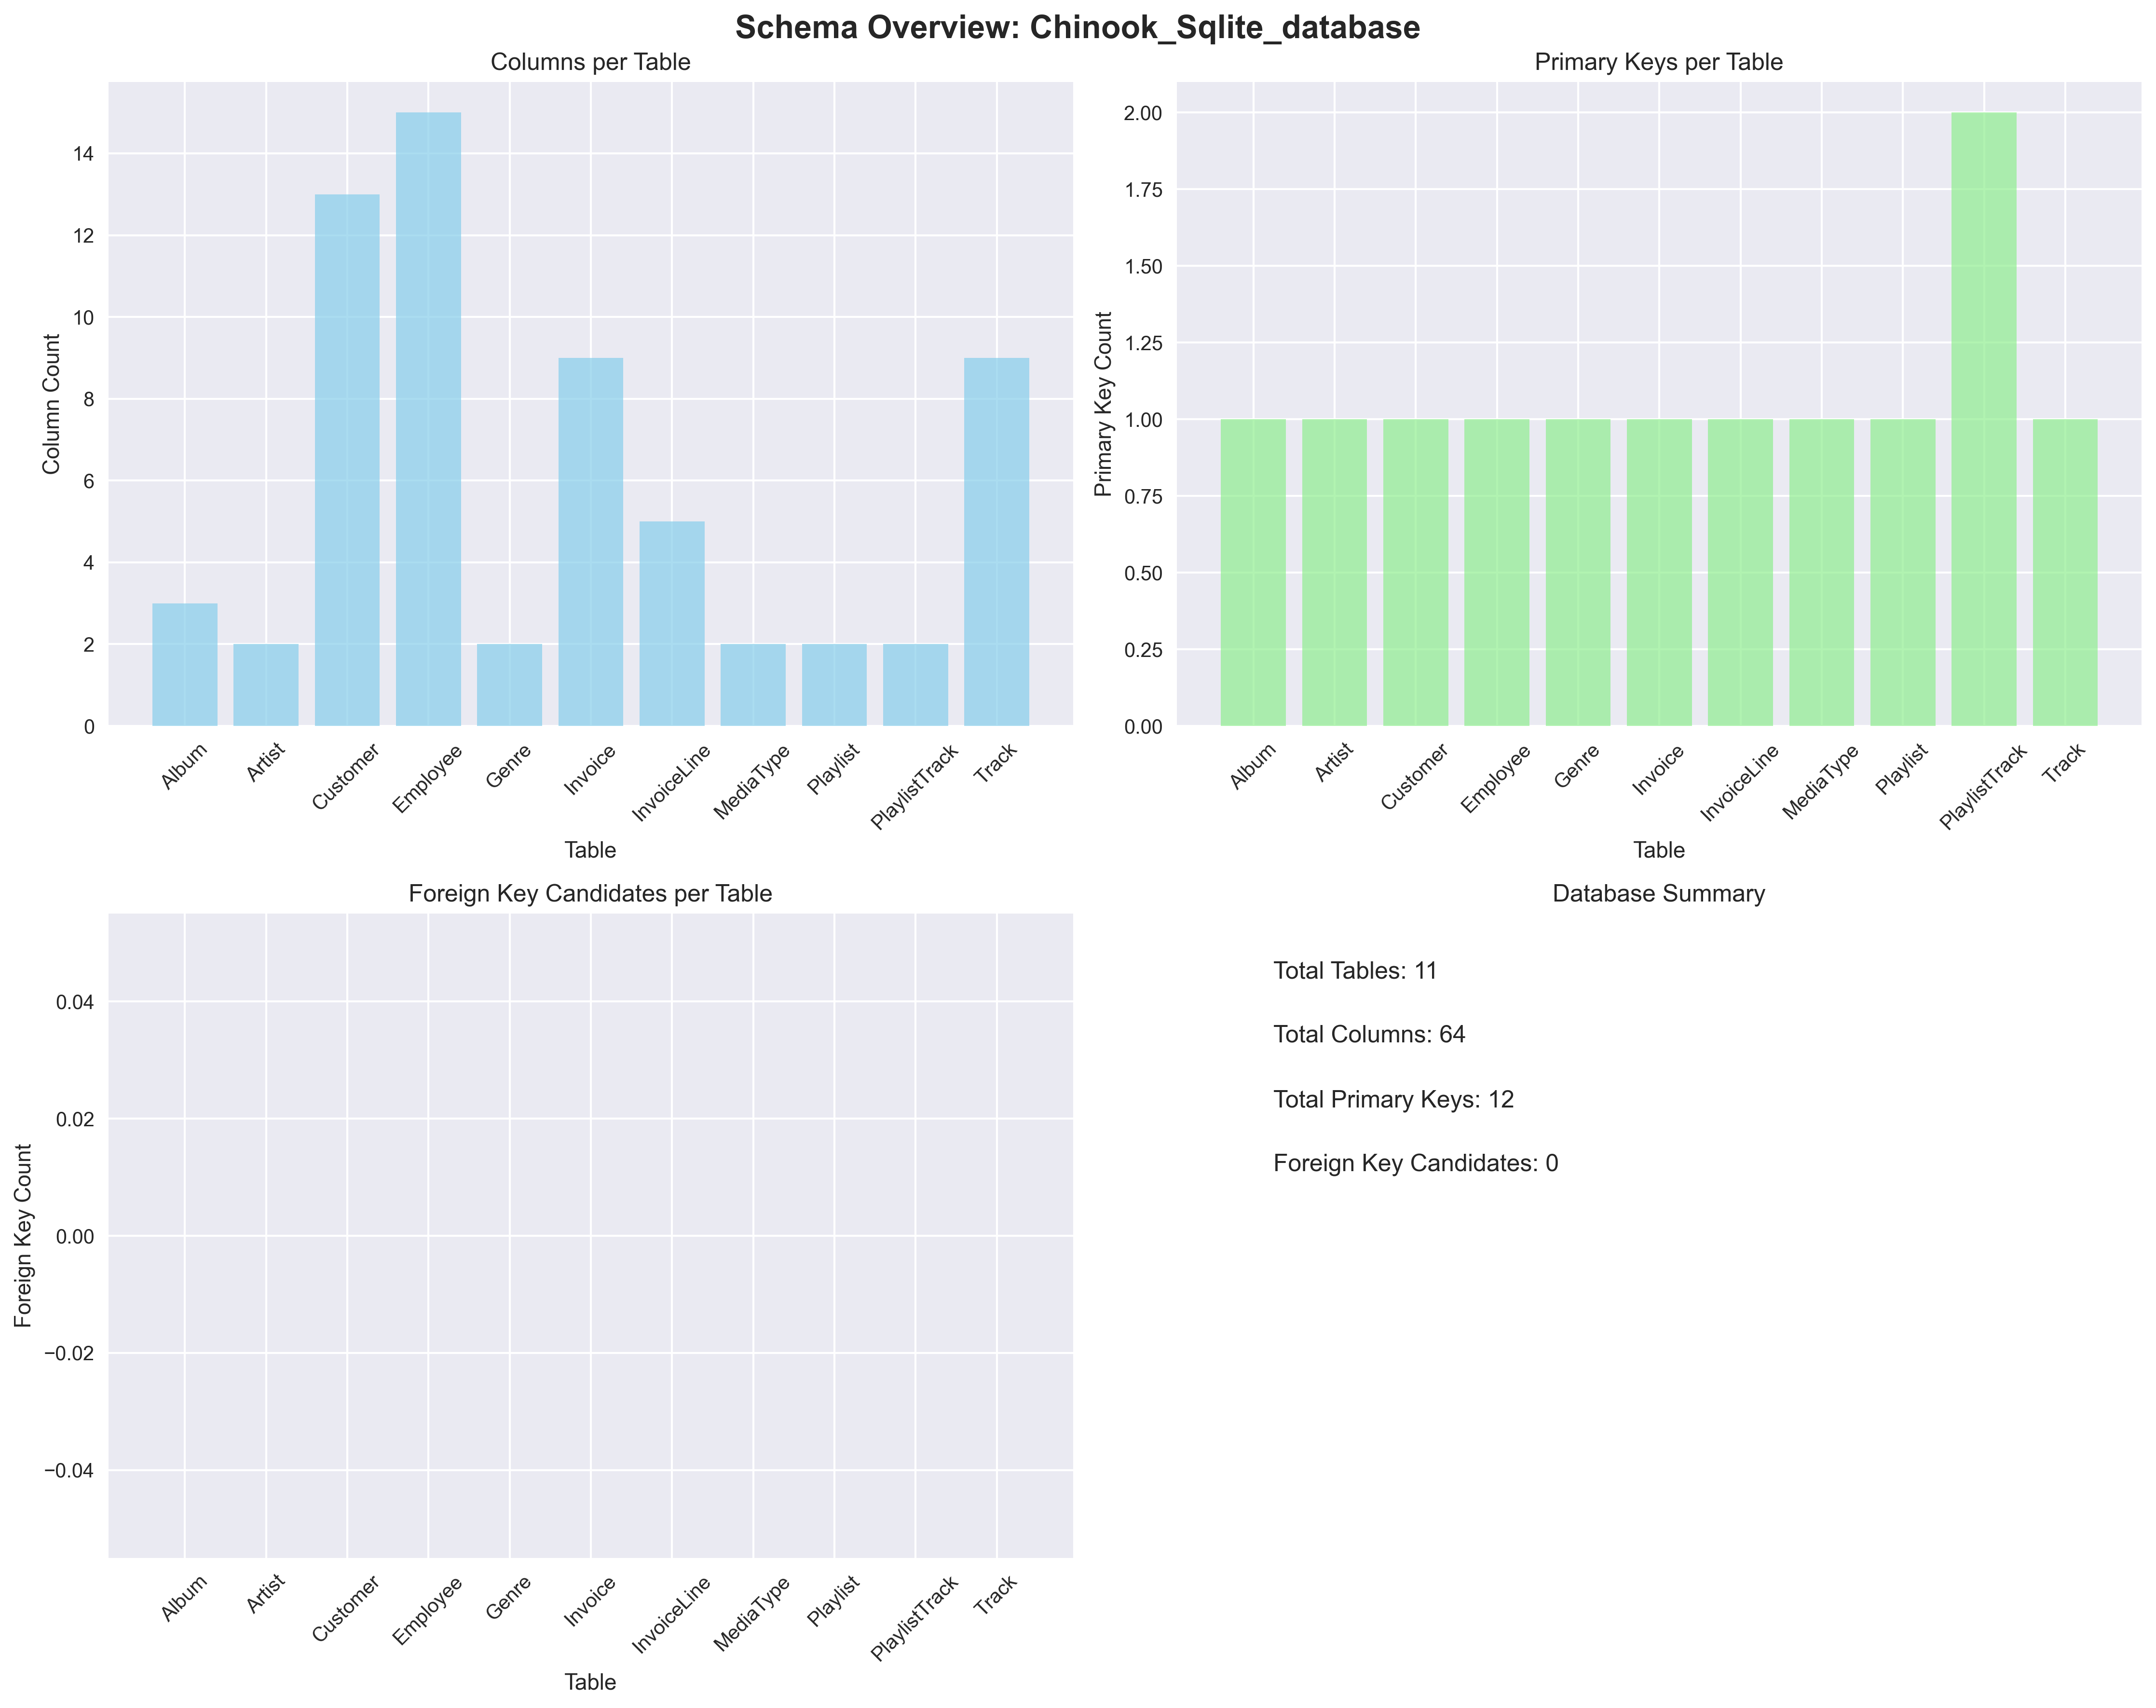 Schema Overview: Chinook_Sqlite_database
Columns per Table
Column Count
14
12
10
8
6
4
2
0
Album
Artist
Customer
Employee
Genre
Invoice
InvoiceLine
MediaType
Playlist
PlaylistTrack
Track
Table
Primary Keys per Table
Primary Key Count
2.00
1.75
1.50
1.25
1.00
0.75
0.50
0.25
0.00
Album
Artist
Customer
Employee
Genre
Invoice
InvoiceLine
MediaType
Playlist
PlaylistTrack
Track
Table
Foreign Key Candidates per Table
Foreign Key Count
0.04
0.02
0.00
−0.02
−0.04
Album
Artist
Customer
Employee
Genre
Invoice
InvoiceLine
MediaType
Playlist
PlaylistTrack
Track
Table
Database Summary
Total Tables: 11
Total Columns: 64
Total Primary Keys: 12
Foreign Key Candidates: 0